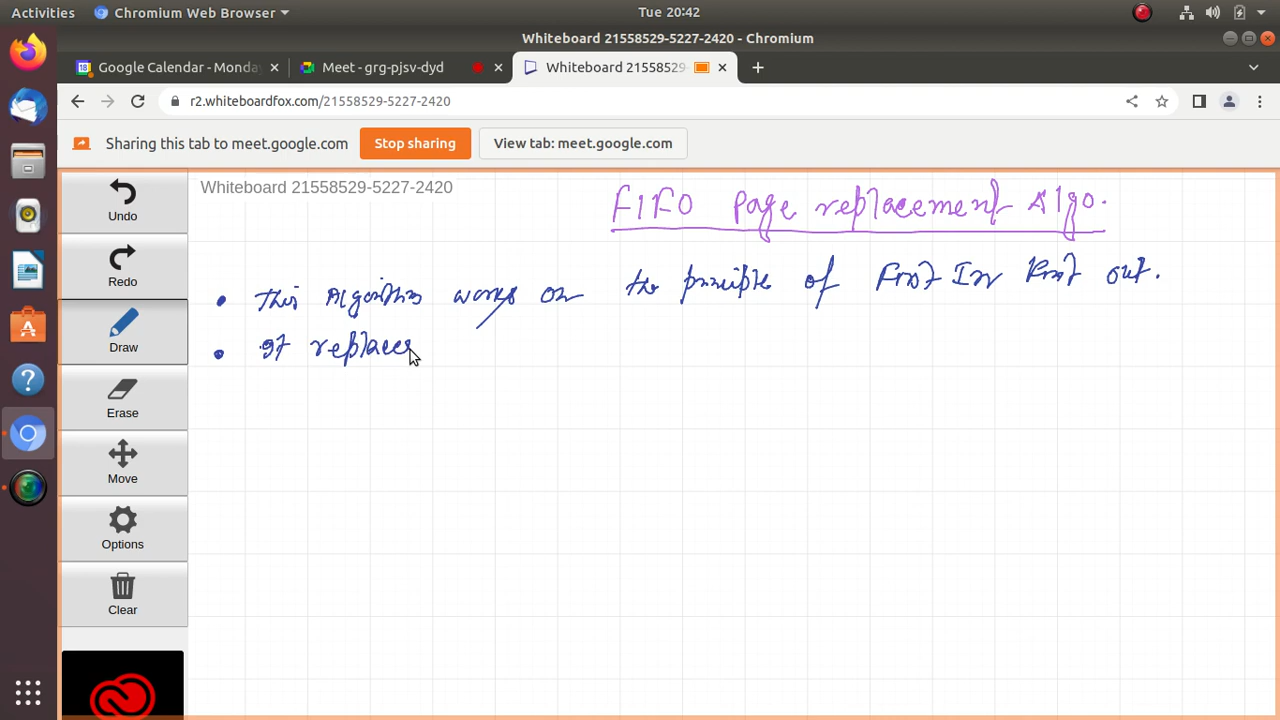 Activities Chromium Web Browser Tue 20:42
Whiteboard 21558529-5227-2420 - Chromium
Google Calendar - Monda Meet - grg-pjsv-dyd Whiteboard 21558529-
r2.whiteboardfox.com/21558529-5227-2420
Sharing this tab to meet.google.com Stop sharing View tab: meet.google.com
Whiteboard 21558529-5227-2420
FIFO Page replacement Algo.
• This Algorithm works on the principle of First In First out.
• It replaces
Undo
Redo
Draw
Erase
Move
Options
Clear